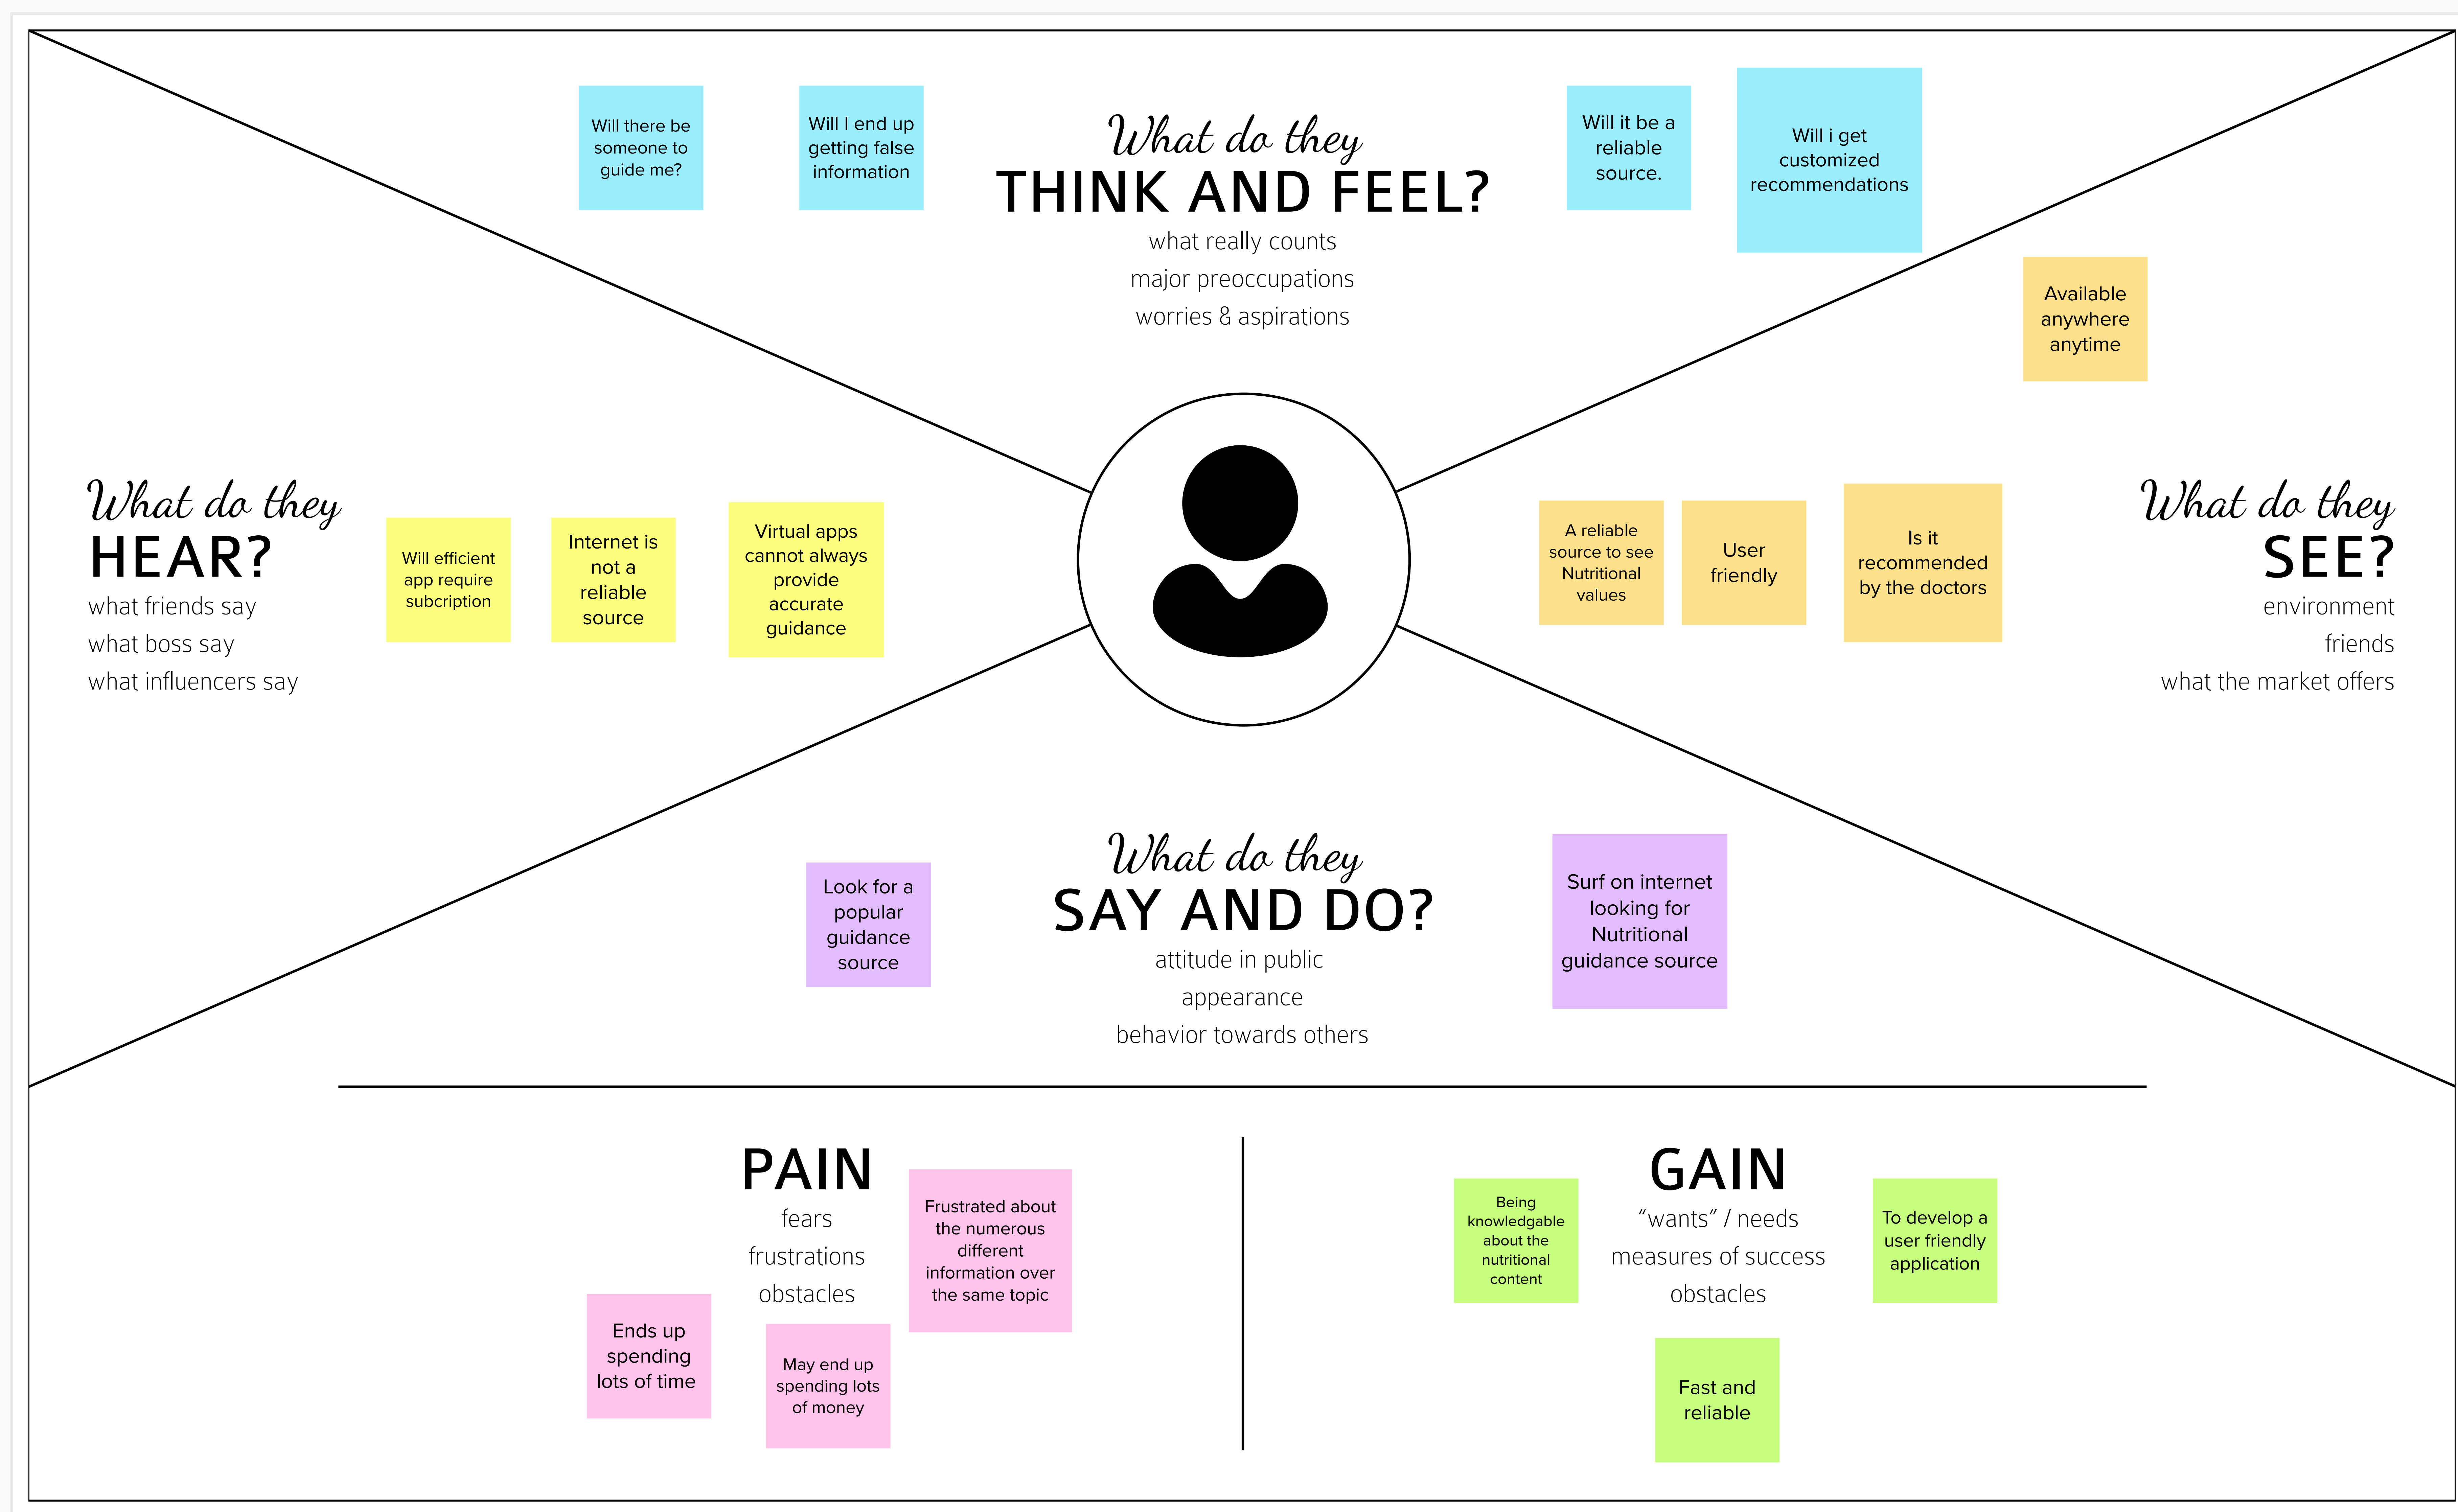 Will there be
someone to
guide me?
Will I end up
getting false
information
What do they
THINK AND FEEL?
what really counts
major preoccupations
worries & aspirations
Will it be a
reliable
source.
Will i get
customized
recommendations
What do they
HEAR?
what friends say
what boss say
what influencers say
Will efficient
app require
subcription
Internet is
not a
reliable
source
Virtual apps
cannot always
provide
accurate
guidance
Available
anywhere
anytime
A reliable
source to see
Nutritional
values
User
friendly
Is it
recommended
by the doctors
What do they
SEE?
environment
friends
what the market offers
Look for a
popular
guidance
source
What do they
SAY AND DO?
attitude in public
appearance
behavior towards others
Surf on internet
looking for
Nutritional
guidance source
PAIN
fears
frustrations
obstacles
Frustrated about
the numerous
different
information over
the same topic
Ends up
spending
lots of time
May end up
spending lots
of money
GAIN
“wants” / needs
measures of success
obstacles
Being
knowledgable
about the
nutritional
content
To develop a
user friendly
application
Fast and
reliable